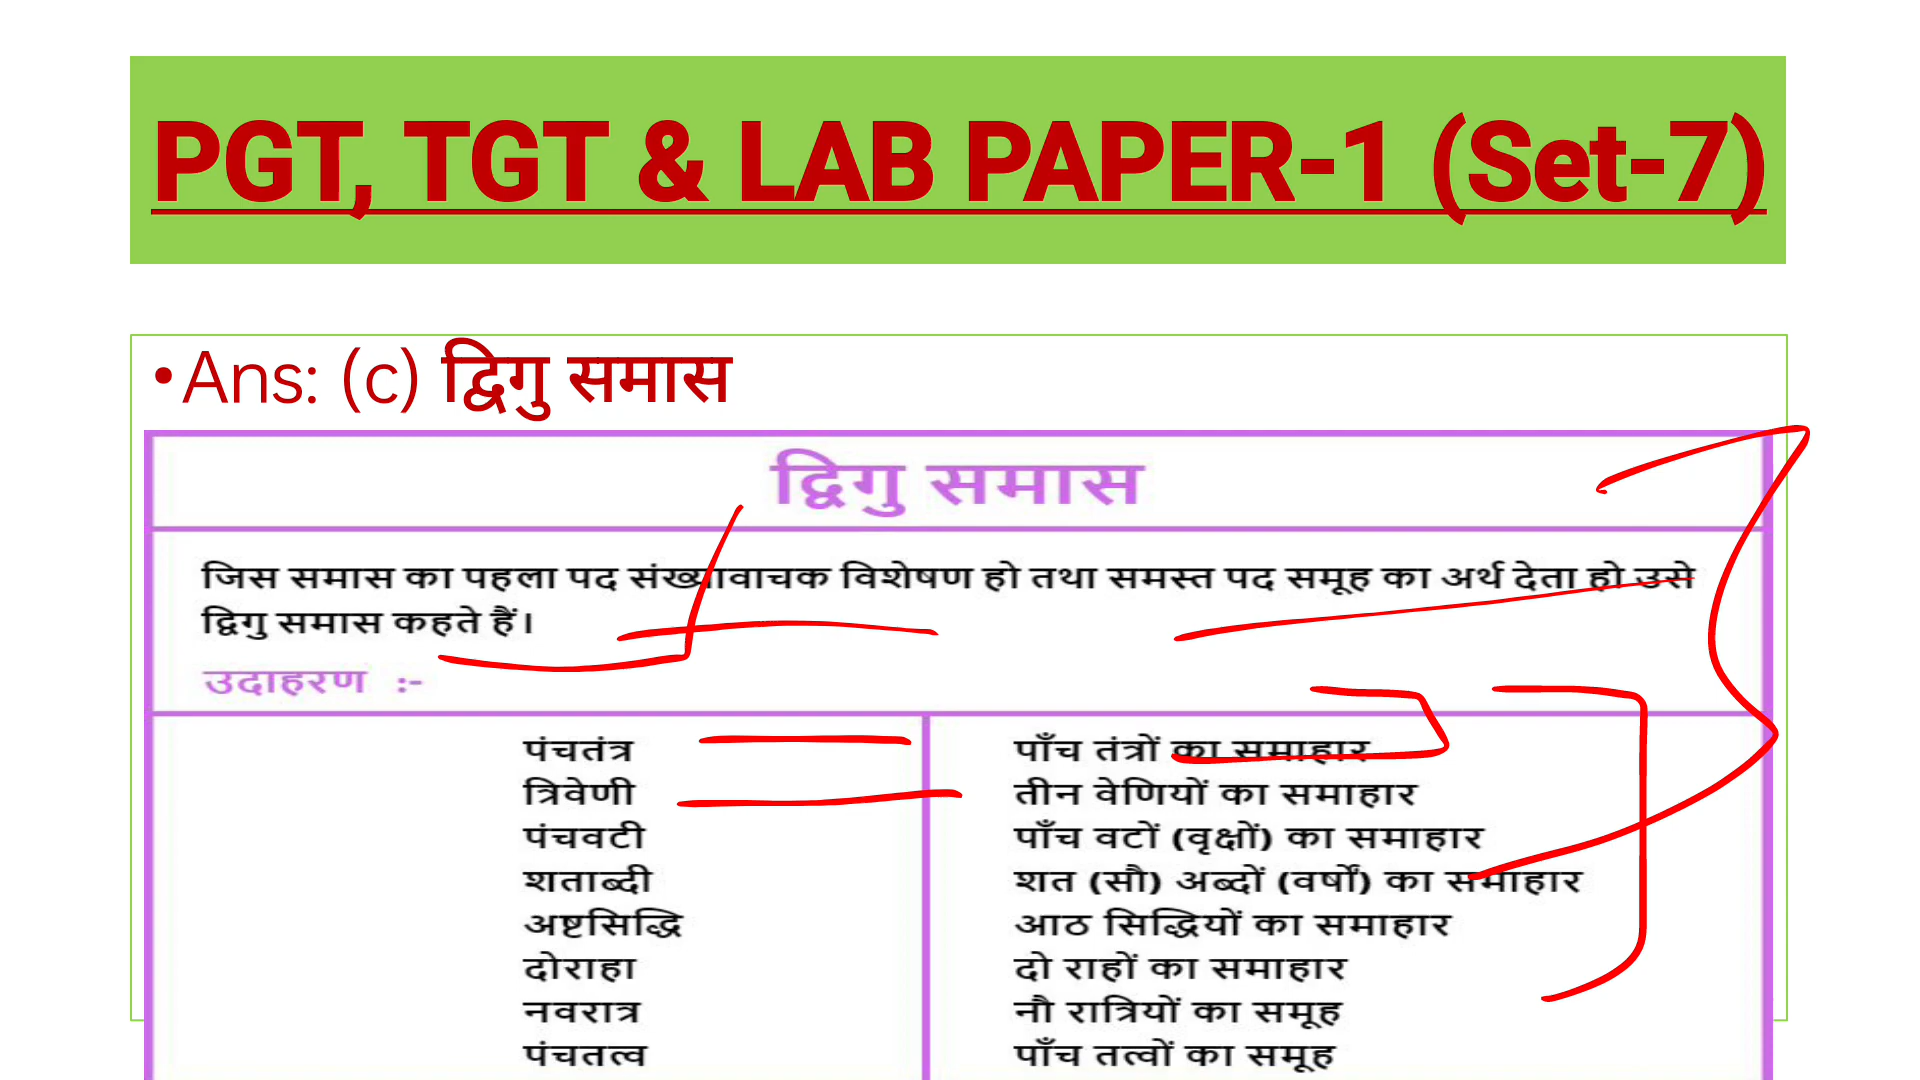 PGT, TGT & LAB PAPER-1 (Set-7)
•Ans: (c) द्विगु समास
द्विगु समास
जिस समास का पहला पद संख्यावाचक विशेषण हो तथा समस्त पद समूह का अर्थ देता हो उसे
द्विगु समास कहते हैं।
उदाहरण :-
पंचतंत्र पाँच तंत्रों का समाहार
त्रिवेणी तीन वेणियों का समाहार
पंचवटी पाँच वटों (वृक्षों) का समाहार
शताब्दी शत (सौ) अब्दों (वर्षों) का समाहार
अष्टसिद्धि आठ सिद्धियों का समाहार
दोराहा दो राहों का समाहार
नवरात्र नौ रात्रियों का समूह
पंचतत्व पाँच तत्वों का समूह